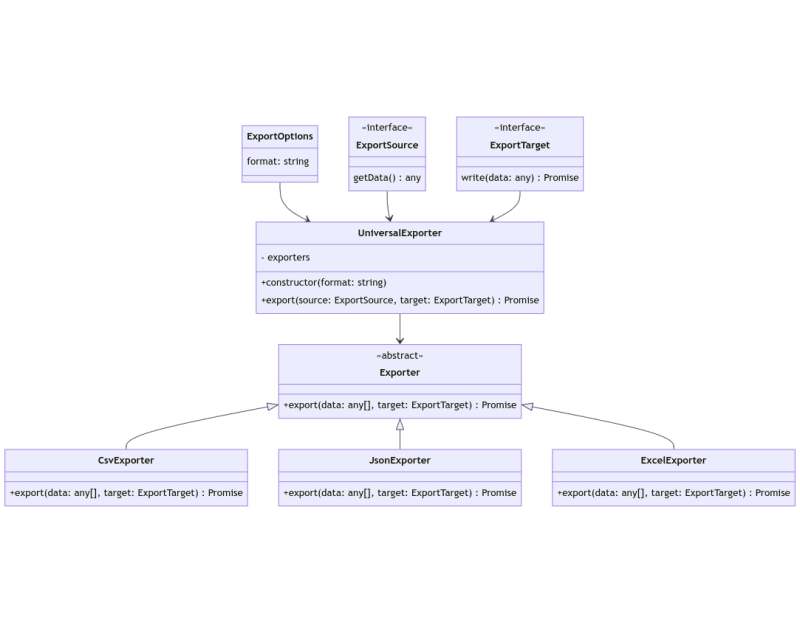 ExportOptions
format: string
«interface»
ExportSource
getData() : any
«interface»
ExportTarget
write(data: any) : Promise
UniversalExporter
- exporters
+constructor(format: string)
+export(source: ExportSource, target: ExportTarget) : Promise
«abstract»
Exporter
+export(data: any[], target: ExportTarget) : Promise
CsvExporter
+export(data: any[], target: ExportTarget) : Promise
JsonExporter
+export(data: any[], target: ExportTarget) : Promise
ExcelExporter
+export(data: any[], target: ExportTarget) : Promise